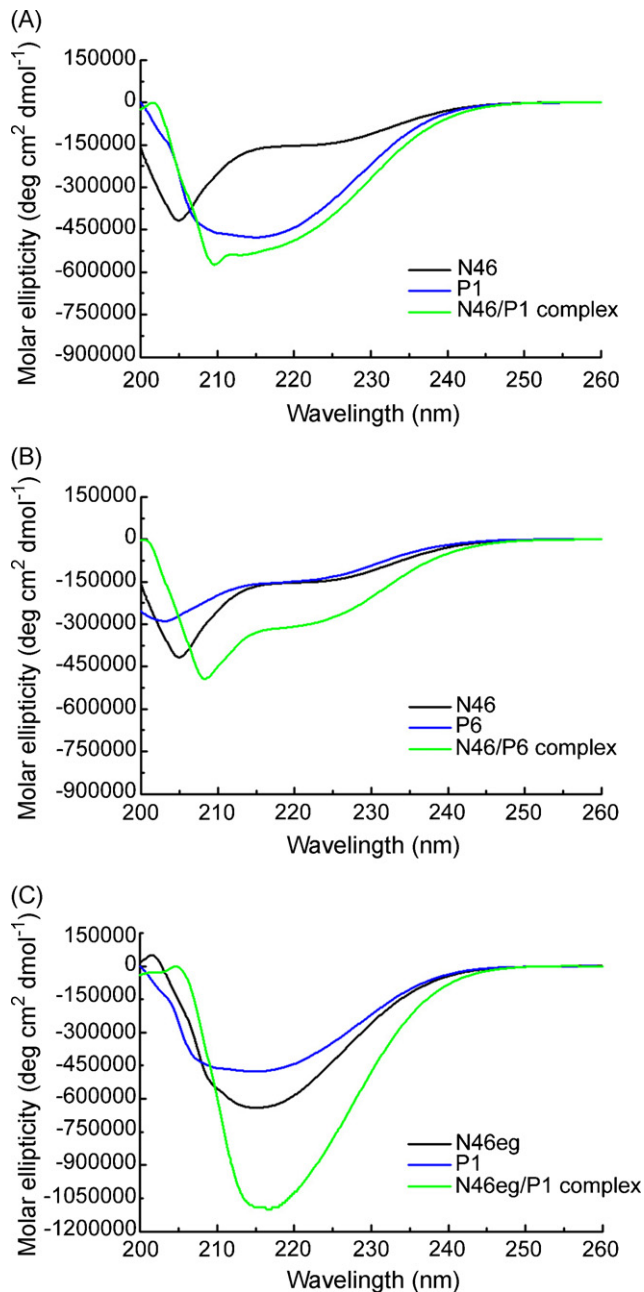 (A)
Molar ellipticity (deg cm² dmol⁻¹)
150000
0
-150000
-300000
-450000
-600000
-750000
-900000
200 210 220 230 240 250 260
Wavelingth (nm)
N46
P1
N46/P1 complex
(B)
Molar ellipticity (deg cm² dmol⁻¹)
150000
0
-150000
-300000
-450000
-600000
-750000
-900000
200 210 220 230 240 250 260
Wavelingth (nm)
N46
P6
N46/P6 complex
(C)
Molar ellipticity (deg cm² dmol⁻¹)
150000
0
-150000
-300000
-450000
-600000
-750000
-900000
-1050000
-1200000
200 210 220 230 240 250 260
Wavelingth (nm)
N46eg
P1
N46eg/P1 complex